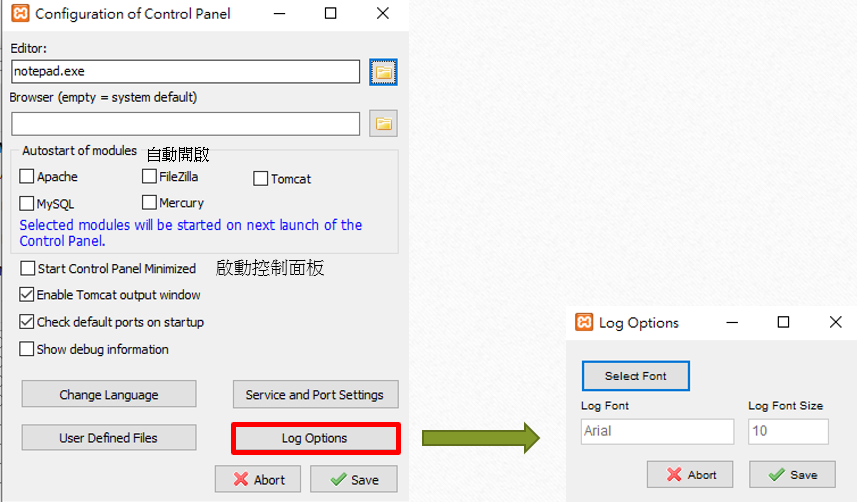 Configuration of Control Panel
Editor:
notepad.exe
Browser (empty = system default)
Autostart of modules 自動開啟
Apache FileZilla Tomcat
MySQL Mercury
Selected modules will be started on next launch of the
Control Panel.
Start Control Panel Minimized 啟動控制面板
Enable Tomcat output window
Check default ports on startup
Show debug information
Change Language Service and Port Settings
User Defined Files Log Options
Abort Save
Log Options
Select Font
Log Font Log Font Size
Arial 10
Abort Save